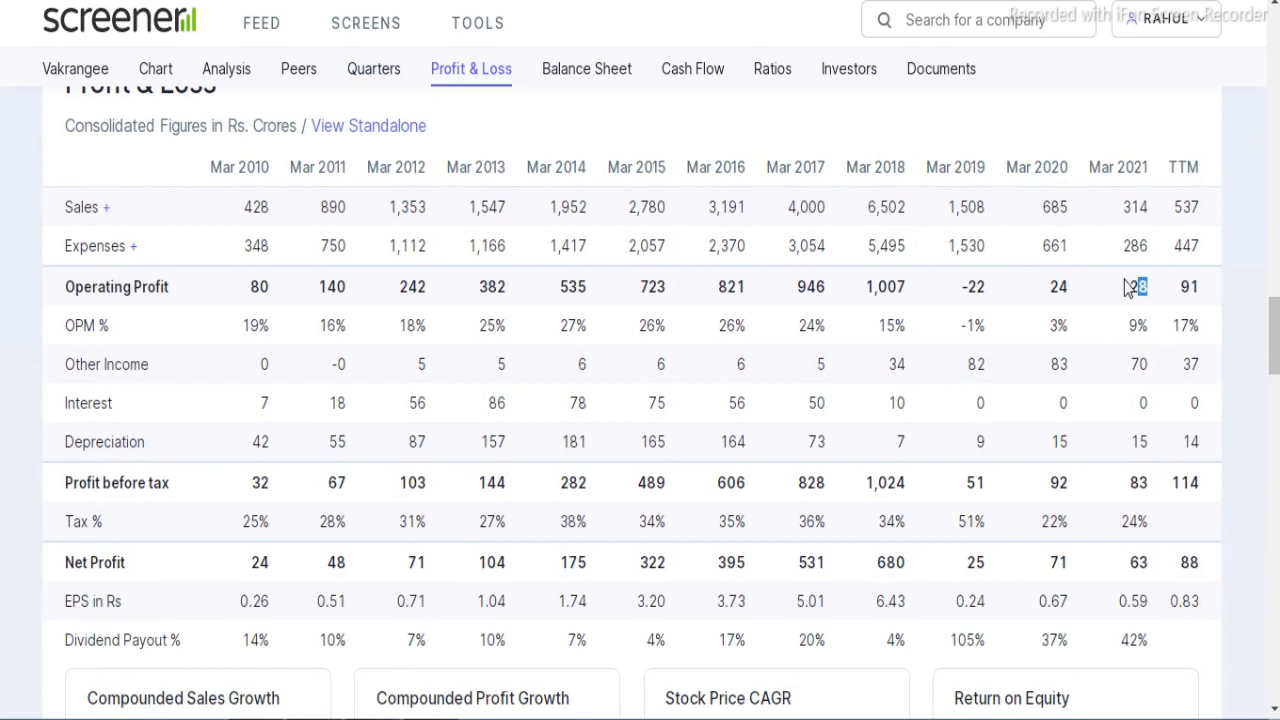 screener FEED SCREENS TOOLS Search for a company RAHUL
Recorded with iFun Screen Recorder
Vakrangee Chart Analysis Peers Quarters Profit & Loss Balance Sheet Cash Flow Ratios Investors Documents
Profit & Loss
Consolidated Figures in Rs. Crores / View Standalone
Mar 2010 Mar 2011 Mar 2012 Mar 2013 Mar 2014 Mar 2015 Mar 2016 Mar 2017 Mar 2018 Mar 2019 Mar 2020 Mar 2021 TTM
Sales + 428 890 1,353 1,547 1,952 2,780 3,191 4,000 6,502 1,508 685 314 537
Expenses + 348 750 1,112 1,166 1,417 2,057 2,370 3,054 5,495 1,530 661 286 447
Operating Profit 80 140 242 382 535 723 821 946 1,007 -22 24 28 91
OPM % 19% 16% 18% 25% 27% 26% 26% 24% 15% -1% 3% 9% 17%
Other Income 0 -0 5 5 6 6 6 5 34 82 83 70 37
Interest 7 18 56 86 78 75 56 50 10 0 0 0 0
Depreciation 42 55 87 157 181 165 164 73 7 9 15 15 14
Profit before tax 32 67 103 144 282 489 606 828 1,024 51 92 83 114
Tax % 25% 28% 31% 27% 38% 34% 35% 36% 34% 51% 22% 24%
Net Profit 24 48 71 104 175 322 395 531 680 25 71 63 88
EPS in Rs 0.26 0.51 0.71 1.04 1.74 3.20 3.73 5.01 6.43 0.24 0.67 0.59 0.83
Dividend Payout % 14% 10% 7% 10% 7% 4% 17% 20% 4% 105% 37% 42%
Compounded Sales Growth Compounded Profit Growth Stock Price CAGR Return on Equity